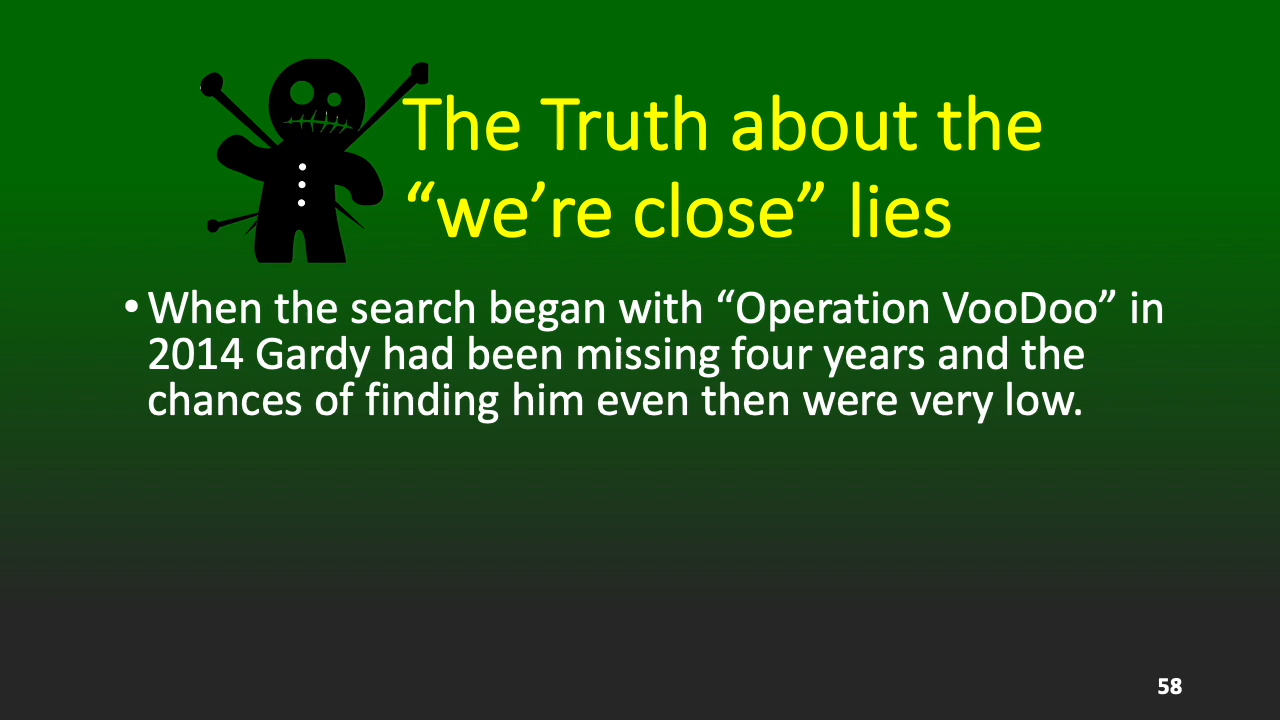 The Truth about the
“we’re close” lies
• When the search began with “Operation VooDoo” in
2014 Gardy had been missing four years and the
chances of finding him even then were very low.
58